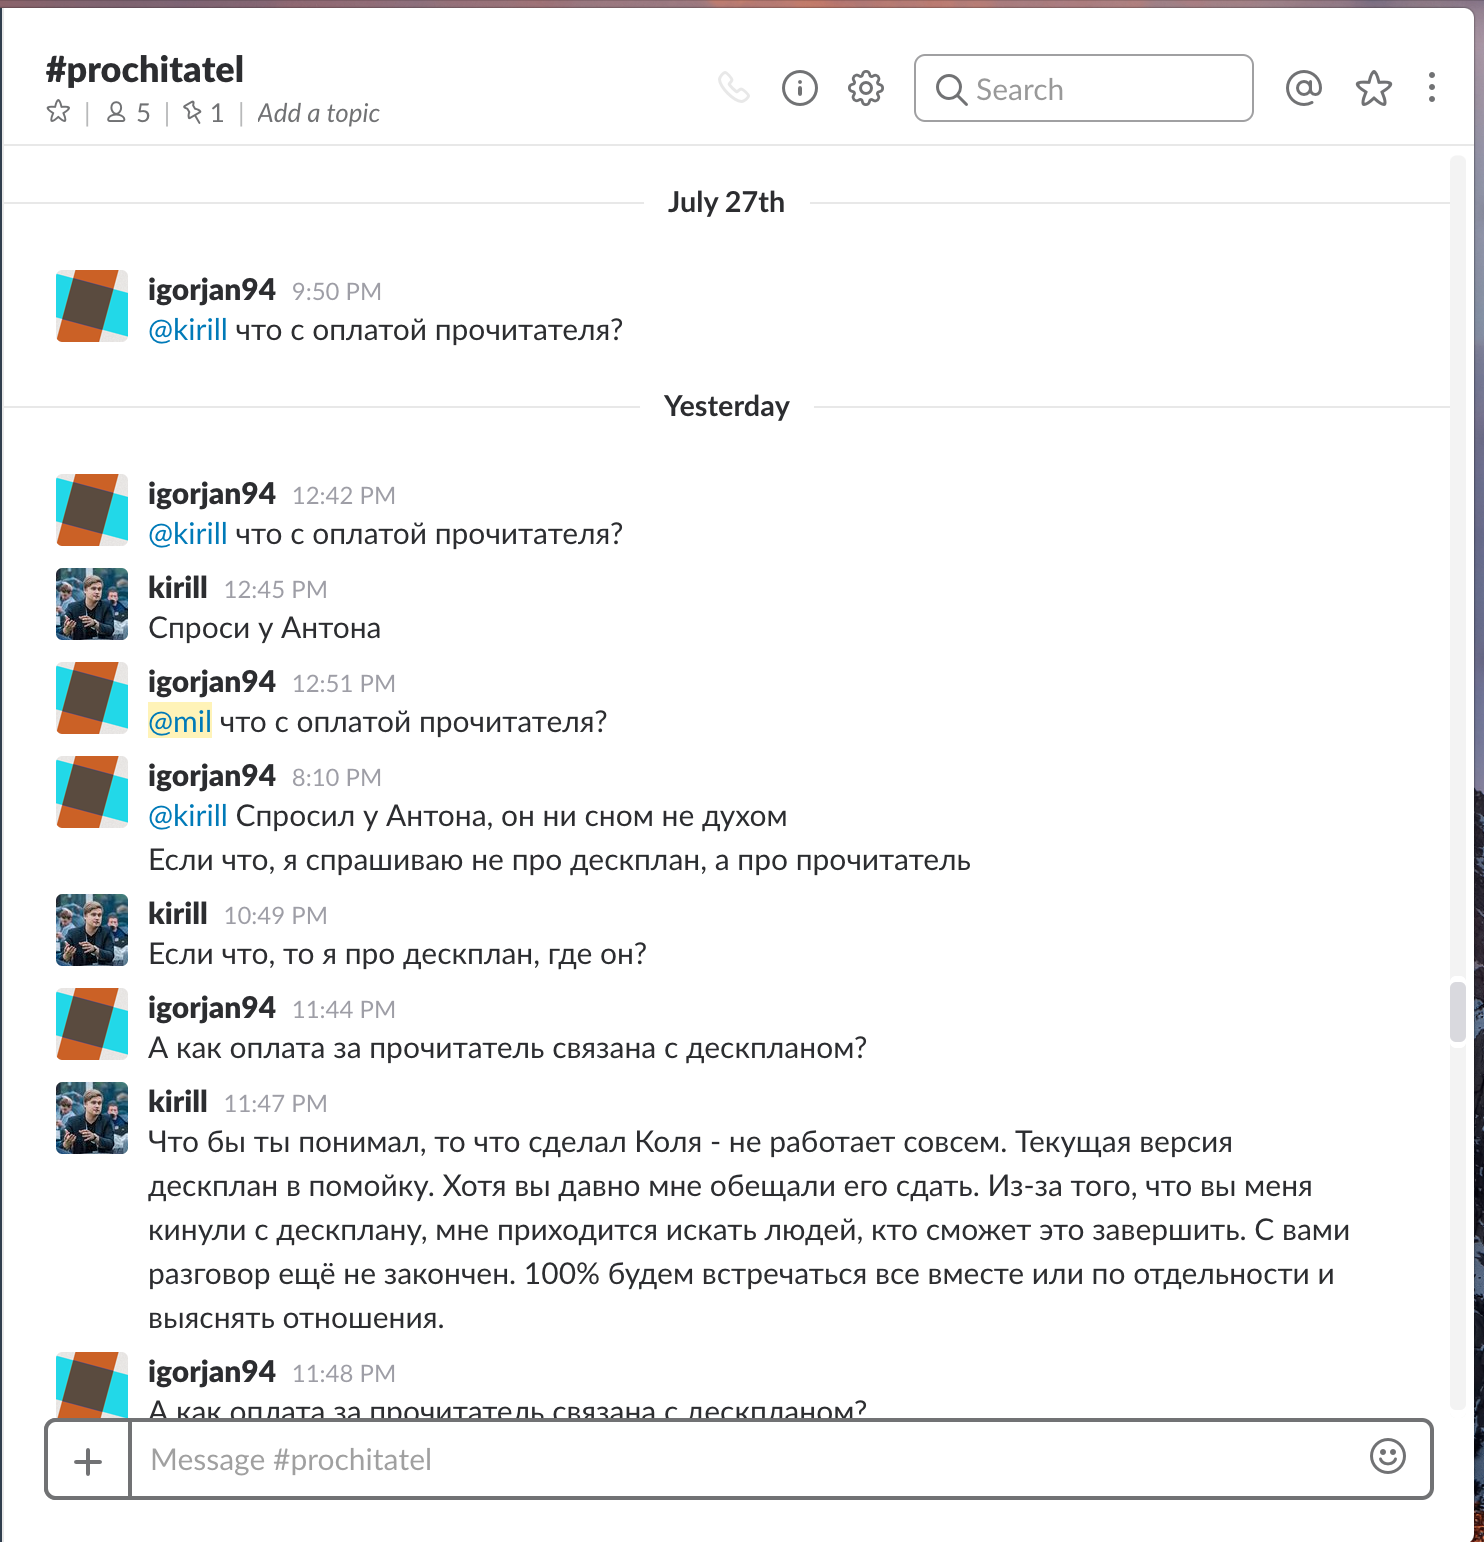 #prochitatel
5 | 1 | Add a topic
Search
July 27th
igorjan94 9:50 PM
@kirill что с оплатой прочитателя?
Yesterday
igorjan94 12:42 PM
@kirill что с оплатой прочитателя?
kirill 12:45 PM
Спроси у Антона
igorjan94 12:51 PM
@mil что с оплатой прочитателя?
igorjan94 8:10 PM
@kirill Спросил у Антона, он ни сном не духом
Если что, я спрашиваю не про дескплан, а про прочитатель
kirill 10:49 PM
Если что, то я про дескплан, где он?
igorjan94 11:44 PM
А как оплата за прочитатель связана с дескпланом?
kirill 11:47 PM
Что бы ты понимал, то что сделал Коля - не работает совсем. Текущая версия
дескплан в помойку. Хотя вы давно мне обещали его сдать. Из-за того, что вы меня
кинули с дескплану, мне приходится искать людей, кто сможет это завершить. С вами
разговор ещё не закончен. 100% будем встречаться все вместе или по отдельности и
выяснять отношения.
igorjan94 11:48 PM
А как оплата за прочитатель связана с дескпланом?
Message #prochitatel